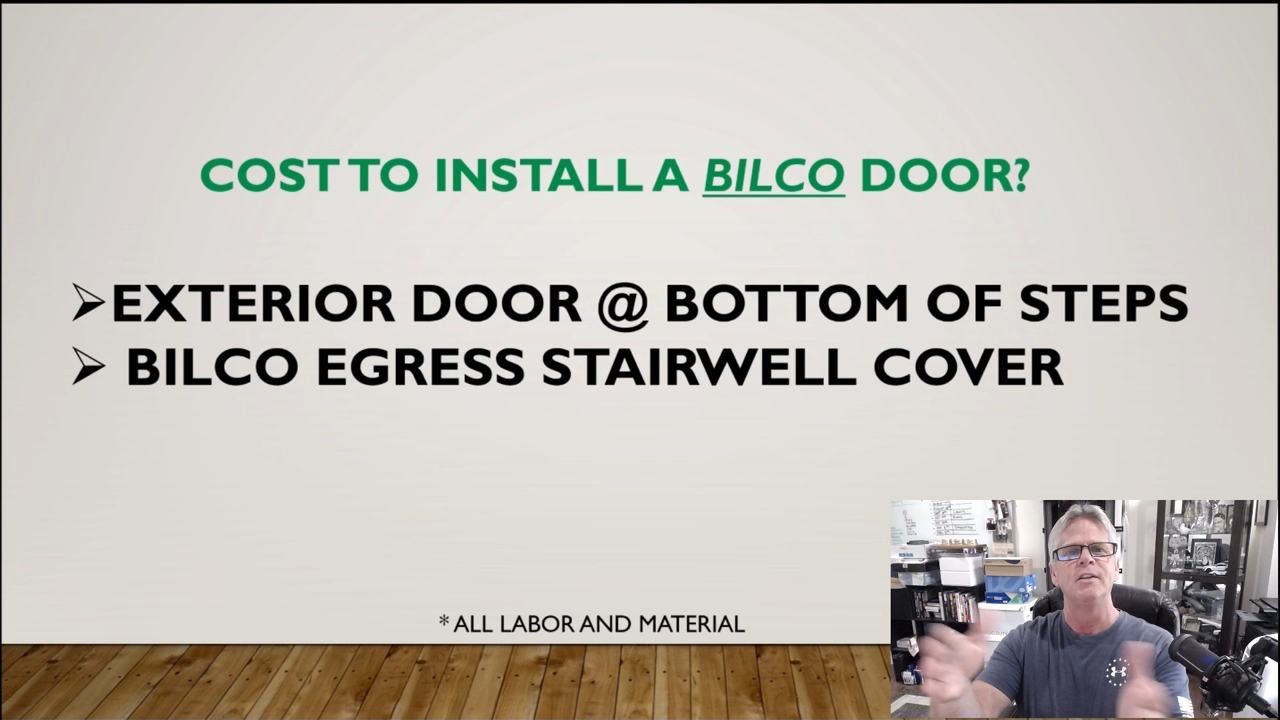 COST TO INSTALL A BILCO DOOR?
➢EXTERIOR DOOR @ BOTTOM OF STEPS
➢ BILCO EGRESS STAIRWELL COVER
* ALL LABOR AND MATERIAL